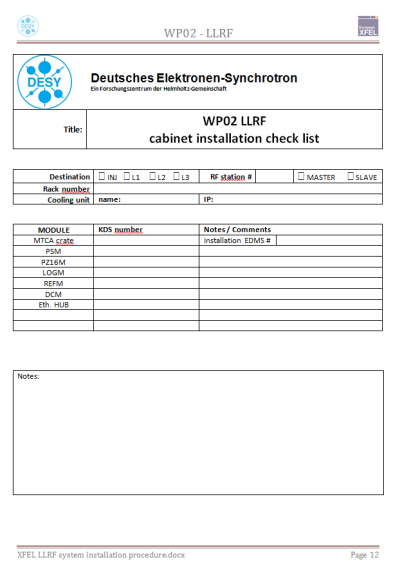 DESY
WP02 - LLRF
European
XFEL
DESY
Deutsches Elektronen-Synchrotron
Ein Forschungszentrum der Helmholtz-Gemeinschaft
Title:
WP02 LLRF
cabinet installation check list
Destination ☐ INJ ☐ L1 ☐ L2 ☐ L3 RF station # ☐ MASTER ☐ SLAVE
Rack number
Cooling unit name: IP:
MODULE KDS number Notes / Comments
MTCA crate Installation EDMS #
PSM
PZ16M
LOGM
REFM
DCM
Eth. HUB
Notes:
XFEL LLRF system installation procedure.docx Page 12